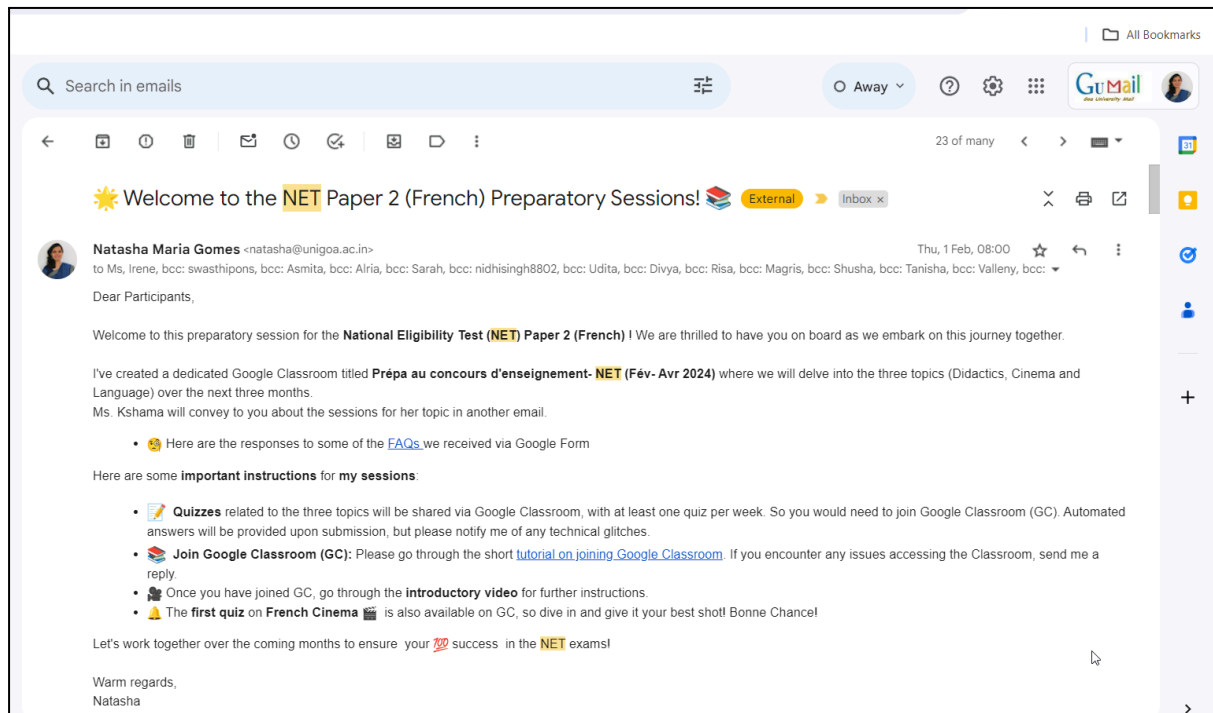 All Bookmarks
Search in emails
Away
GUMail
Goa University Mail
23 of many
31
🌟 Welcome to the NET Paper 2 (French) Preparatory Sessions! 📚 External Inbox ×
Natasha Maria Gomes <natasha@unigoa.ac.in>
Thu, 1 Feb, 08:00
to Ms, Irene, bcc: swasthipons, bcc: Asmita, bcc: Alria, bcc: Sarah, bcc: nidhisingh8802, bcc: Udita, bcc: Divya, bcc: Risa, bcc: Magris, bcc: Shusha, bcc: Tanisha, bcc: Valleny, bcc:
Dear Participants,
Welcome to this preparatory session for the National Eligibility Test (NET) Paper 2 (French) ! We are thrilled to have you on board as we embark on this journey together.
I've created a dedicated Google Classroom titled Prépa au concours d'enseignement- NET (Fév- Avr 2024) where we will delve into the three topics (Didactics, Cinema and
Language) over the next three months.
Ms. Kshama will convey to you about the sessions for her topic in another email.
• 🧐 Here are the responses to some of the FAQs we received via Google Form
Here are some important instructions for my sessions:
• 📝 Quizzes related to the three topics will be shared via Google Classroom, with at least one quiz per week. So you would need to join Google Classroom (GC). Automated
answers will be provided upon submission, but please notify me of any technical glitches.
• 📚 Join Google Classroom (GC): Please go through the short tutorial on joining Google Classroom. If you encounter any issues accessing the Classroom, send me a
reply.
• 🎥 Once you have joined GC, go through the introductory video for further instructions.
• 🔔 The first quiz on French Cinema 🎬 is also available on GC, so dive in and give it your best shot! Bonne Chance!
Let's work together over the coming months to ensure your 💯 success in the NET exams!
Warm regards,
Natasha